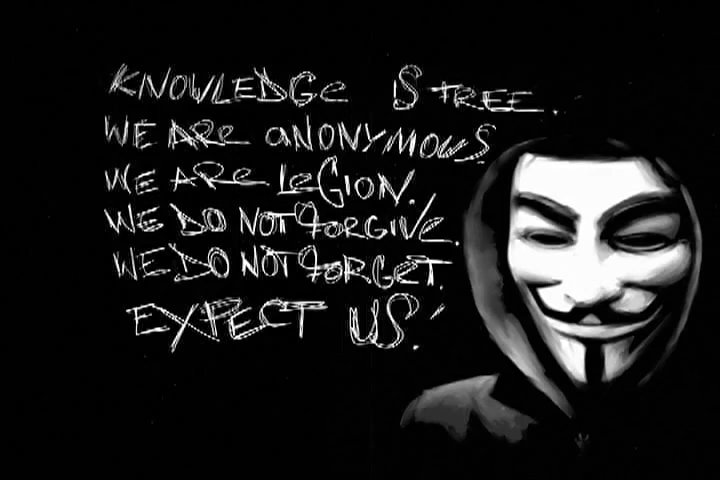 KNOWLEDGE IS FREE.
WE ARE ANONYMOUS
WE ARE LEGION.
WE DO NOT FORGIVE.
WE DO NOT FORGET.
EXPECT US!